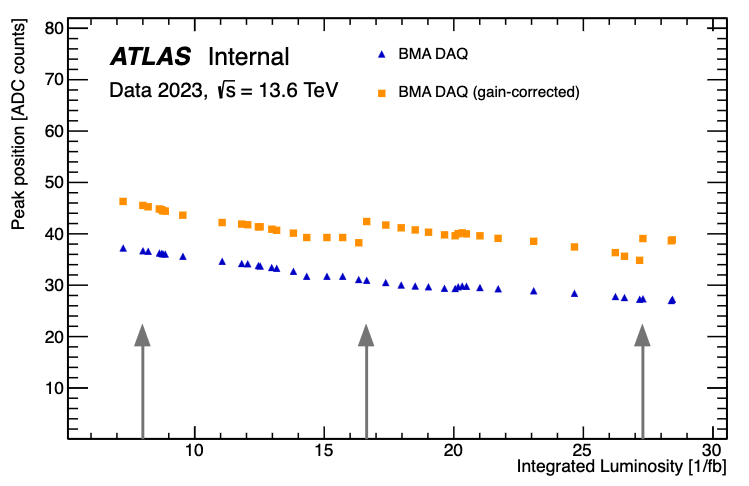 ATLAS Internal
Data 2023, √s = 13.6 TeV
BMA DAQ
BMA DAQ (gain-corrected)
Peak position [ADC counts]
80
70
60
50
40
30
20
10
10 15 20 25 30
Integrated Luminosity [1/fb]